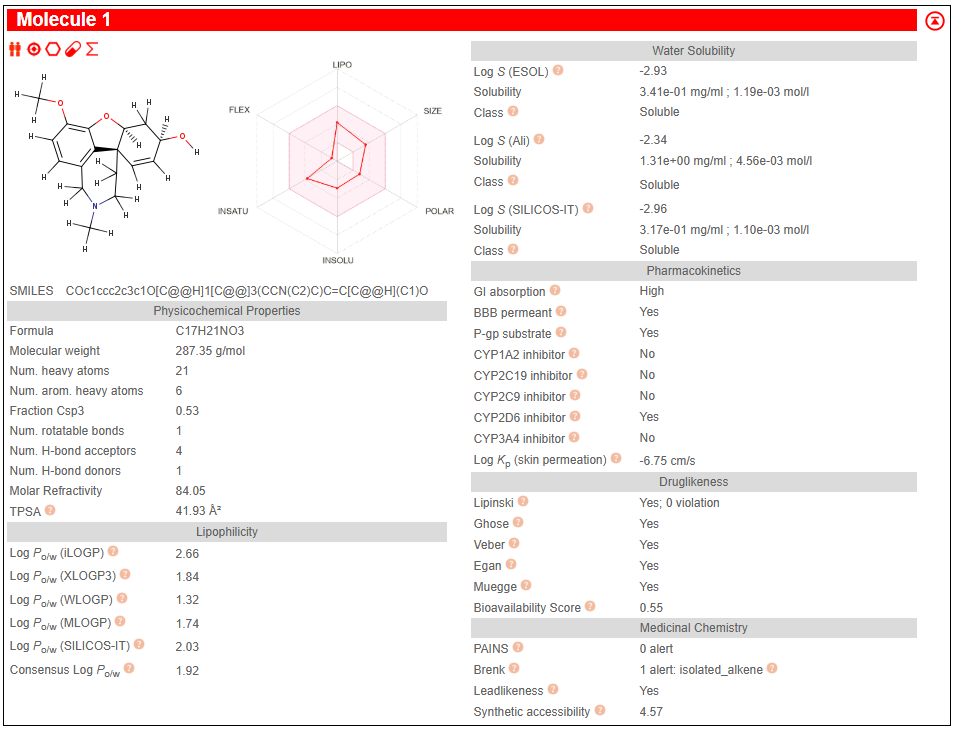 Molecule 1
H
H
H
O
O
H
H
H
H
H
O
H
H
H
H
H
H
H
H
H
H
H
N
H
H
H
H
LIPO
FLEX
SIZE
INSATU
POLAR
INSOLU
SMILES COc1ccc2c3c1O[C@@H]1[C@@]3(CCN(C2)C)C=C[C@@H](C1)O
Physicochemical Properties
Formula C17H21NO3
Molecular weight 287.35 g/mol
Num. heavy atoms 21
Num. arom. heavy atoms 6
Fraction Csp3 0.53
Num. rotatable bonds 1
Num. H-bond acceptors 4
Num. H-bond donors 1
Molar Refractivity 84.05
TPSA ? 41.93 Å²
Lipophilicity
Log Po/w (iLOGP) ? 2.66
Log Po/w (XLOGP3) ? 1.84
Log Po/w (WLOGP) ? 1.32
Log Po/w (MLOGP) ? 1.74
Log Po/w (SILICOS-IT) ? 2.03
Consensus Log Po/w ? 1.92
Water Solubility
Log S (ESOL) ? -2.93
Solubility 3.41e-01 mg/ml ; 1.19e-03 mol/l
Class ? Soluble
Log S (Ali) ? -2.34
Solubility 1.31e+00 mg/ml ; 4.56e-03 mol/l
Class ? Soluble
Log S (SILICOS-IT) ? -2.96
Solubility 3.17e-01 mg/ml ; 1.10e-03 mol/l
Class ? Soluble
Pharmacokinetics
GI absorption ? High
BBB permeant ? Yes
P-gp substrate ? Yes
CYP1A2 inhibitor ? No
CYP2C19 inhibitor ? No
CYP2C9 inhibitor ? No
CYP2D6 inhibitor ? Yes
CYP3A4 inhibitor ? No
Log Kp (skin permeation) ? -6.75 cm/s
Druglikeness
Lipinski ? Yes; 0 violation
Ghose ? Yes
Veber ? Yes
Egan ? Yes
Muegge ? Yes
Bioavailability Score ? 0.55
Medicinal Chemistry
PAINS ? 0 alert
Brenk ? 1 alert: isolated_alkene ?
Leadlikeness ? Yes
Synthetic accessibility ? 4.57